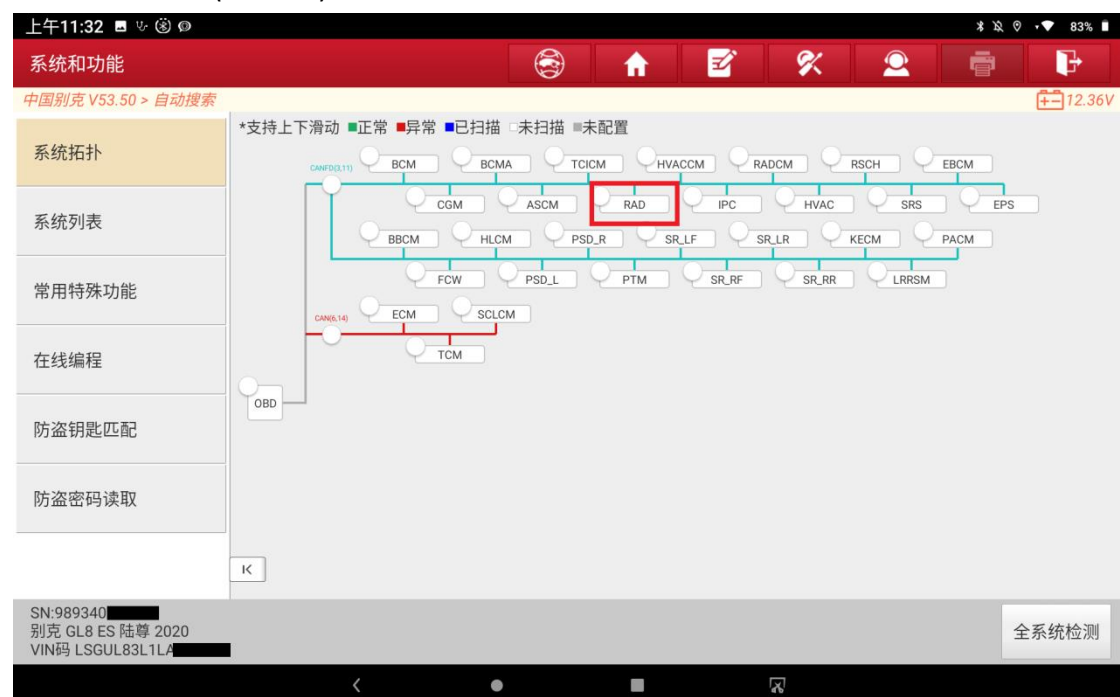 上午11:32 83%
系统和功能
中国别克 V53.50 > 自动搜索 12.36V
系统拓扑
系统列表
常用特殊功能
在线编程
防盗钥匙匹配
防盗密码读取
*支持上下滑动 ■正常 ■异常 ■已扫描 □未扫描 ■未配置
CANFD(3,11) BCM BCMA TCICM HVACCM RADCM RSCH EBCM
CGM ASCM RAD IPC HVAC SRS EPS
BBCM HLCM PSD_R SR_LF SR_LR KECM PACM
FCW PSD_L PTM SR_RF SR_RR LRRSM
CAN(6,14) ECM SCLCM
TCM
OBD
SN:989340
别克 GL8 ES 陆尊 2020
VIN码 LSGUL83L1LA
全系统检测